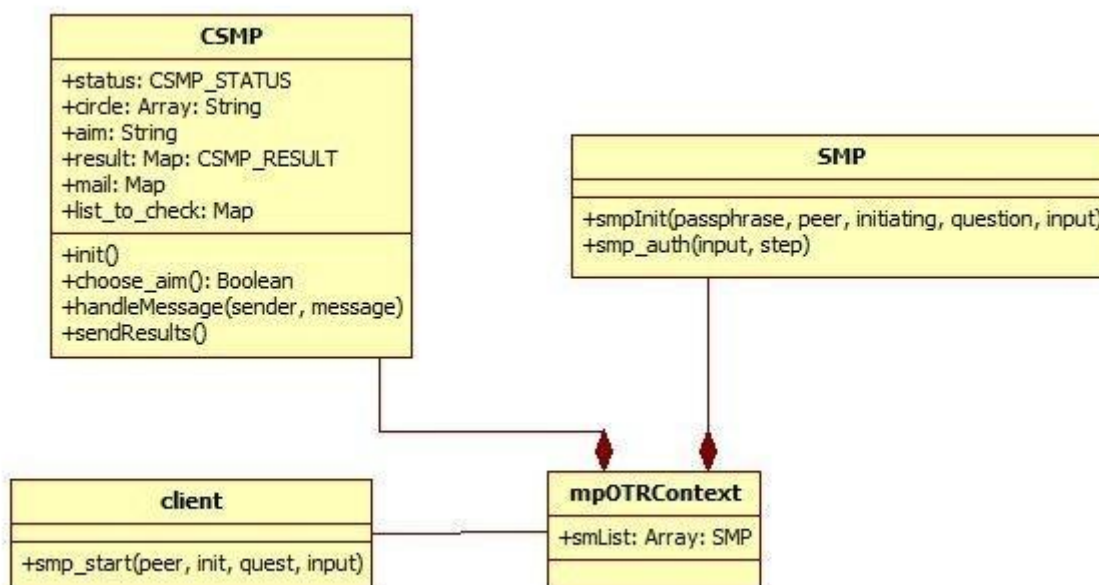 CSMP
+status: CSMP_STATUS
+circle: Array: String
+aim: String
+result: Map: CSMP_RESULT
+mail: Map
+list_to_check: Map
+init()
+choose_aim(): Boolean
+handleMessage(sender, message)
+sendResults()
SMP
+smpInit(passphrase, peer, initiating, question, input)
+smp_auth(input, step)
client
+smp_start(peer, init, quest, input)
mpOTRContext
+smList: Array: SMP